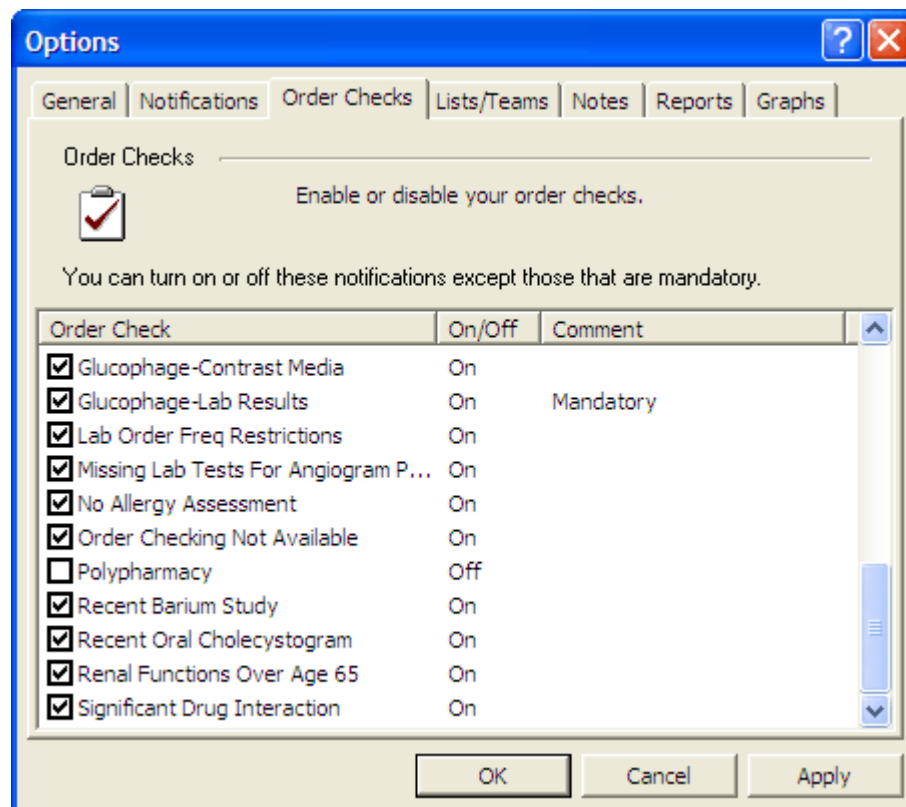 Options
General Notifications Order Checks Lists/Teams Notes Reports Graphs
Order Checks
Enable or disable your order checks.
You can turn on or off these notifications except those that are mandatory.
Order Check On/Off Comment
Glucophage-Contrast Media On
Glucophage-Lab Results On Mandatory
Lab Order Freq Restrictions On
Missing Lab Tests For Angiogram P... On
No Allergy Assessment On
Order Checking Not Available On
Polypharmacy Off
Recent Barium Study On
Recent Oral Cholecystogram On
Renal Functions Over Age 65 On
Significant Drug Interaction On
OK Cancel Apply